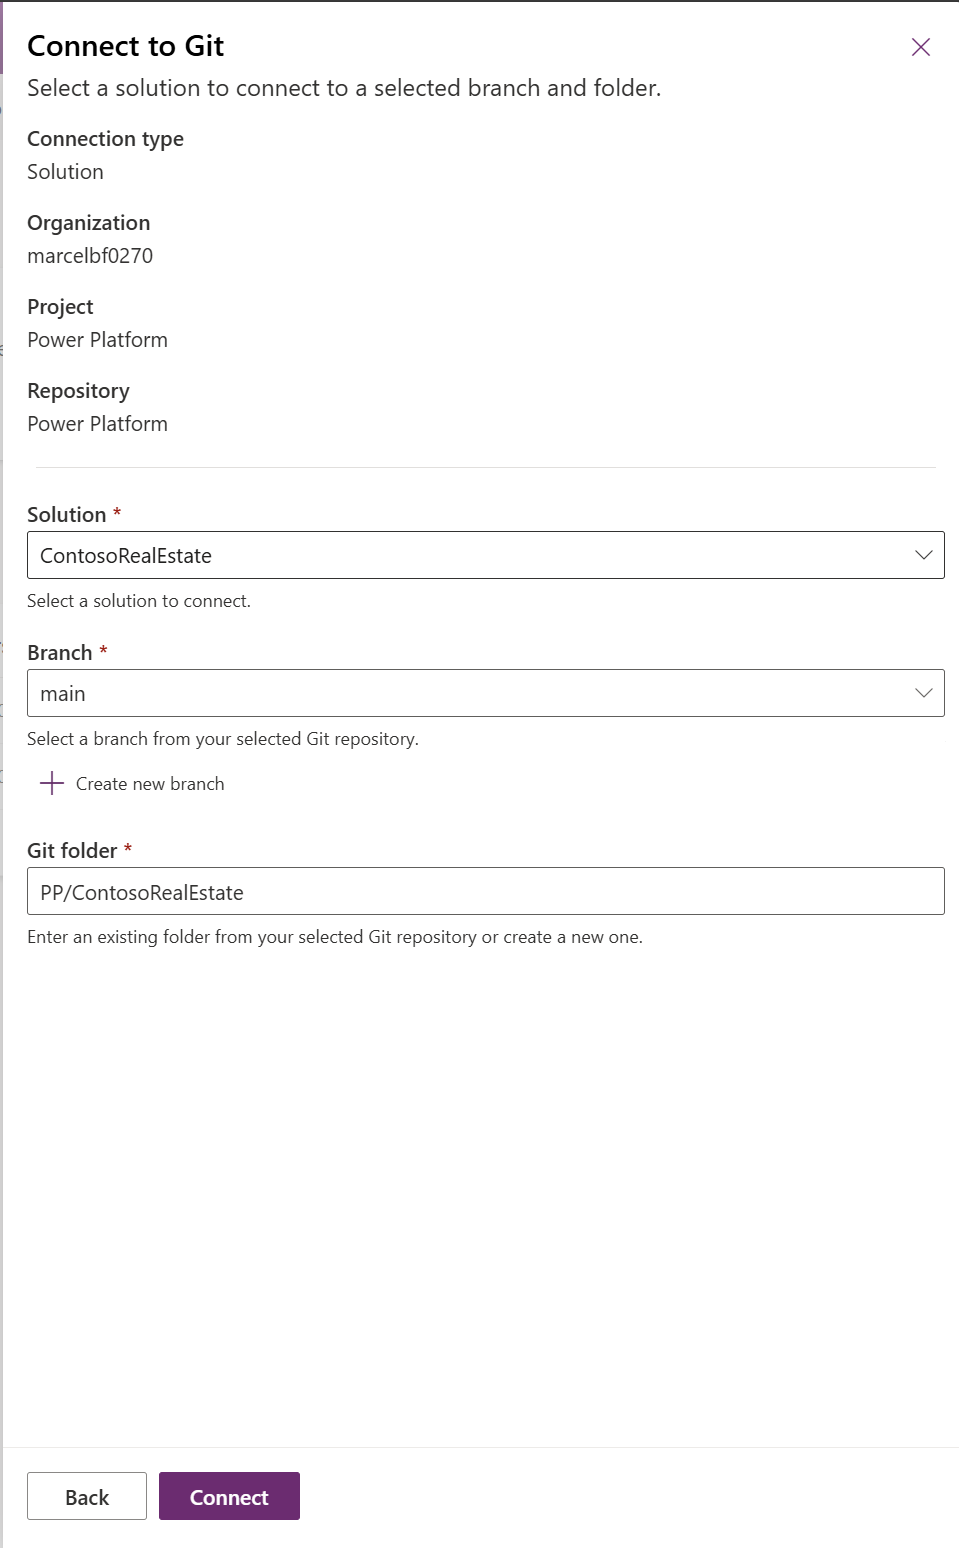 Connect to Git
Select a solution to connect to a selected branch and folder.
Connection type
Solution
Organization
marcelbf0270
Project
Power Platform
Repository
Power Platform
Solution *
ContosoRealEstate
Select a solution to connect.
Branch *
main
Select a branch from your selected Git repository.
Create new branch
Git folder *
PP/ContosoRealEstate
Enter an existing folder from your selected Git repository or create a new one.
Back
Connect